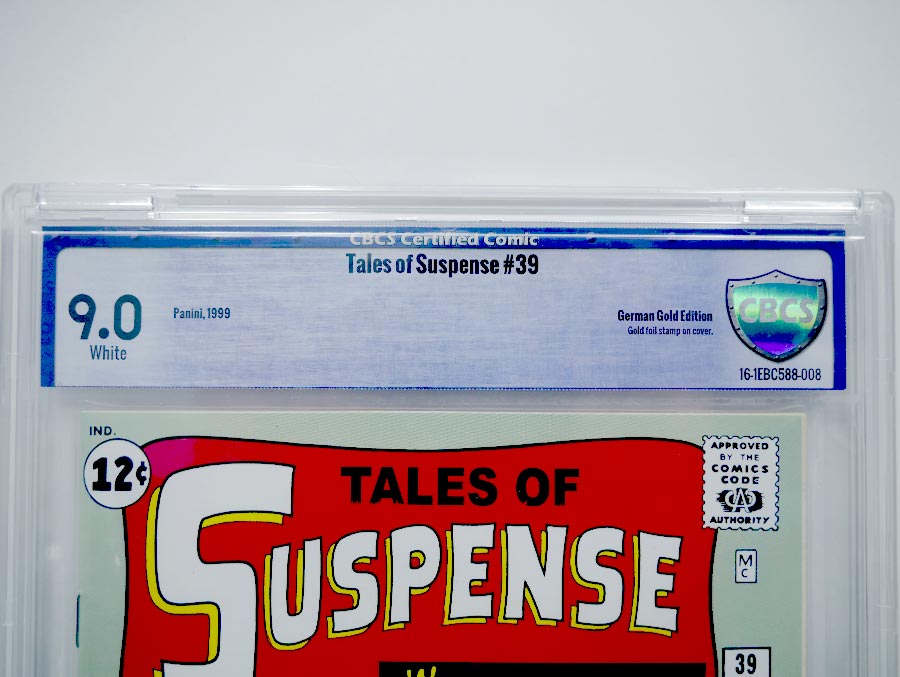 CBCS Certified Comic
Tales of Suspense #39
9.0
White
Panini, 1999
German Gold Edition
Gold foil stamp on cover.
CBCS
16-1EBC588-008
IND.
12¢
TALES OF
SUSPENSE
APPROVED
BY THE
COMICS
CODE
CA
AUTHORITY
M
C
39